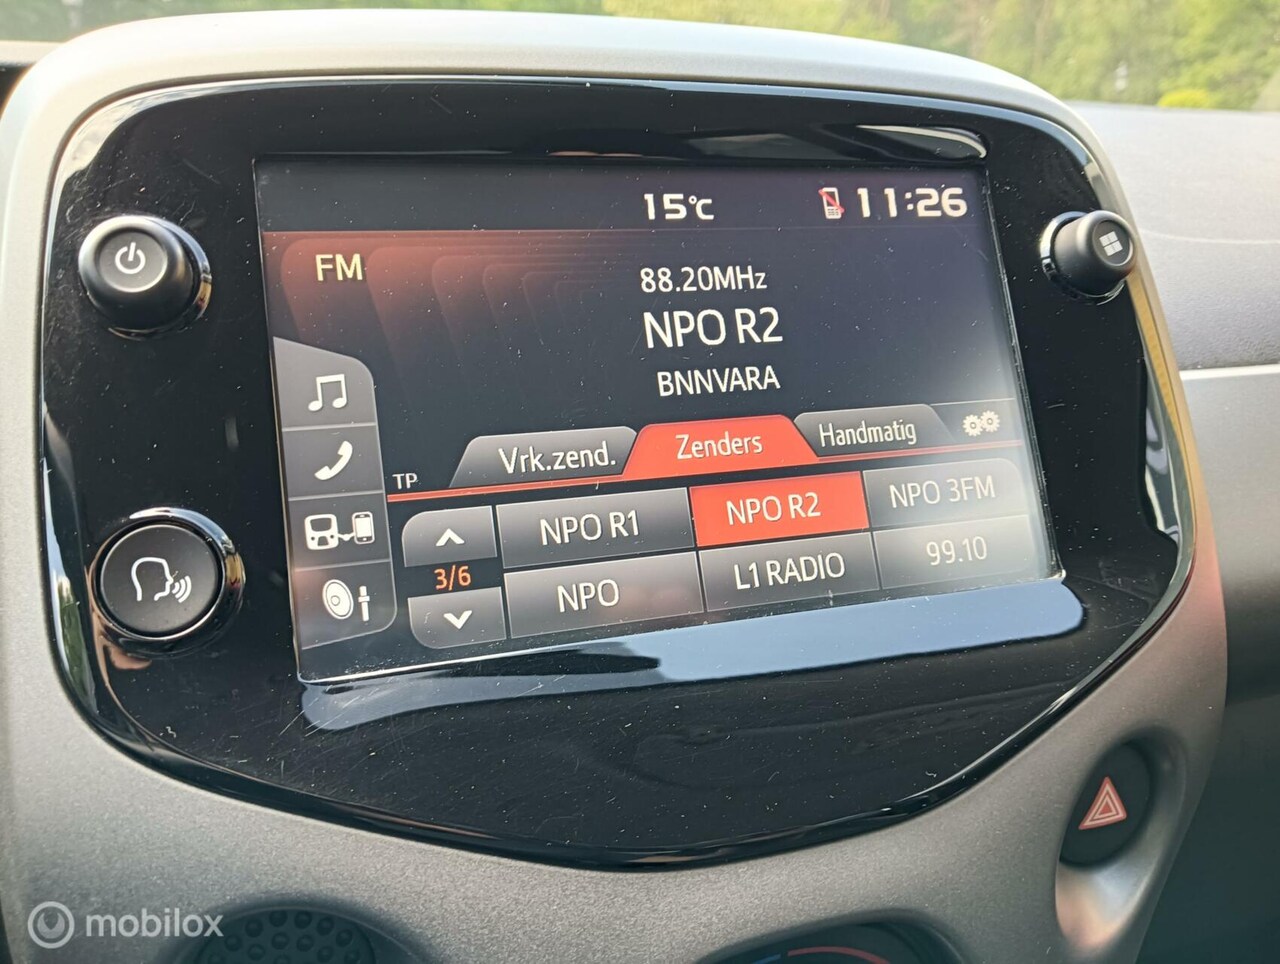 15°C 11:26
FM
88.20MHz
NPO R2
BNNVARA
TP
Vrk.zend. Zenders Handmatig
NPO R1 NPO R2 NPO 3FM
3/6
NPO L1 RADIO 99.10
mobilox